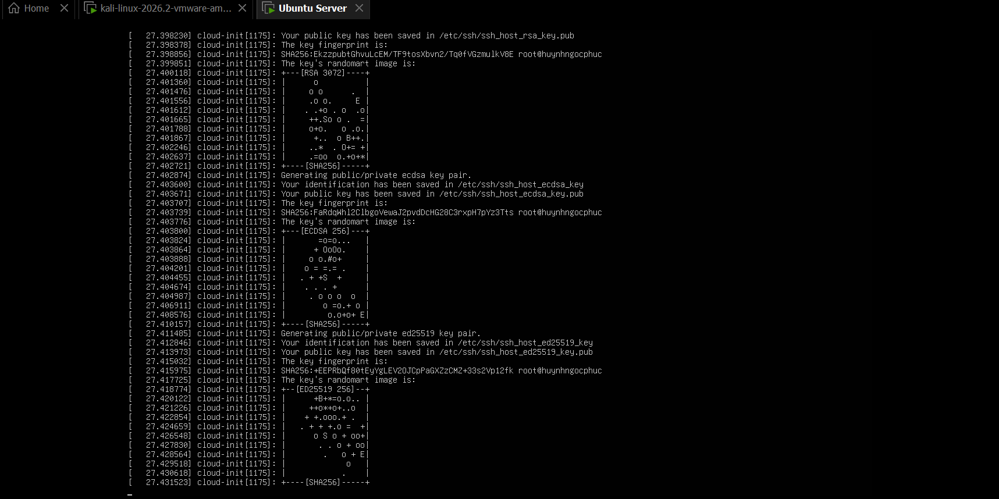 Home kali-linux-2026.2-vmware-am... Ubuntu Server
[   27.398230] cloud-init[1175]: Your public key has been saved in /etc/ssh/ssh_host_rsa_key.pub
[   27.398378] cloud-init[1175]: The key fingerprint is:
[   27.398856] cloud-init[1175]: SHA256:EkzzpubtGhvuLcEM/TF9tosXbvn2/Tq0fVGzmulkV8E root@huynhngocphuc
[   27.399851] cloud-init[1175]: The key's randomart image is:
[   27.400118] cloud-init[1175]: +---[RSA 3072]----+
[   27.401360] cloud-init[1175]: |      o          |
[   27.401476] cloud-init[1175]: |     o o      .  |
[   27.401556] cloud-init[1175]: |     .o o.     E |
[   27.401612] cloud-init[1175]: |    . .+o . o  .o|
[   27.401665] cloud-init[1175]: |     ++.So o .  =|
[   27.401788] cloud-init[1175]: |     o+o.   o .o.|
[   27.401867] cloud-init[1175]: |      +..  o B++.|
[   27.402246] cloud-init[1175]: |     ..*  . O+= +|
[   27.402637] cloud-init[1175]: |     .=oo  o.+o+*|
[   27.402721] cloud-init[1175]: +----[SHA256]-----+
[   27.402874] cloud-init[1175]: Generating public/private ecdsa key pair.
[   27.403600] cloud-init[1175]: Your identification has been saved in /etc/ssh/ssh_host_ecdsa_key
[   27.403671] cloud-init[1175]: Your public key has been saved in /etc/ssh/ssh_host_ecdsa_key.pub
[   27.403707] cloud-init[1175]: The key fingerprint is:
[   27.403739] cloud-init[1175]: SHA256:FaRdqWhl2ClbgoVewaJ2pvdDcHG28C3rxpH7pYz3Tts root@huynhngocphuc
[   27.403776] cloud-init[1175]: The key's randomart image is:
[   27.403800] cloud-init[1175]: +---[ECDSA 256]---+
[   27.403824] cloud-init[1175]: |       =o=o...   |
[   27.403864] cloud-init[1175]: |      + OoOo.    |
[   27.403888] cloud-init[1175]: |     o o.#o+     |
[   27.404201] cloud-init[1175]: |    o = =.= .    |
[   27.404455] cloud-init[1175]: |   . + +S  +     |
[   27.404674] cloud-init[1175]: |    . . . +      |
[   27.404987] cloud-init[1175]: |     . o o o  o  |
[   27.406911] cloud-init[1175]: |        o =o.+ o |
[   27.408576] cloud-init[1175]: |         o.o+o+ E|
[   27.410157] cloud-init[1175]: +----[SHA256]-----+
[   27.411485] cloud-init[1175]: Generating public/private ed25519 key pair.
[   27.412846] cloud-init[1175]: Your identification has been saved in /etc/ssh/ssh_host_ed25519_key
[   27.413973] cloud-init[1175]: Your public key has been saved in /etc/ssh/ssh_host_ed25519_key.pub
[   27.415032] cloud-init[1175]: The key fingerprint is:
[   27.415975] cloud-init[1175]: SHA256:+EEPRbQf80tEyYgLEV2OJCpPaGXZzCMZ+33s2Vp12fk root@huynhngocphuc
[   27.417725] cloud-init[1175]: The key's randomart image is:
[   27.418774] cloud-init[1175]: +--[ED25519 256]--+
[   27.420122] cloud-init[1175]: |      +B+*=o.o.. |
[   27.421226] cloud-init[1175]: |     ++o*+o+..o  |
[   27.422854] cloud-init[1175]: |    + +.ooo.+ .  |
[   27.424659] cloud-init[1175]: |   . + + +.o =  +|
[   27.426548] cloud-init[1175]: |      o S o + oo+|
[   27.427830] cloud-init[1175]: |       . . o + oo|
[   27.428564] cloud-init[1175]: |        .   o + E|
[   27.429518] cloud-init[1175]: |             o   |
[   27.430618] cloud-init[1175]: |            .    |
[   27.431523] cloud-init[1175]: +----[SHA256]-----+
_